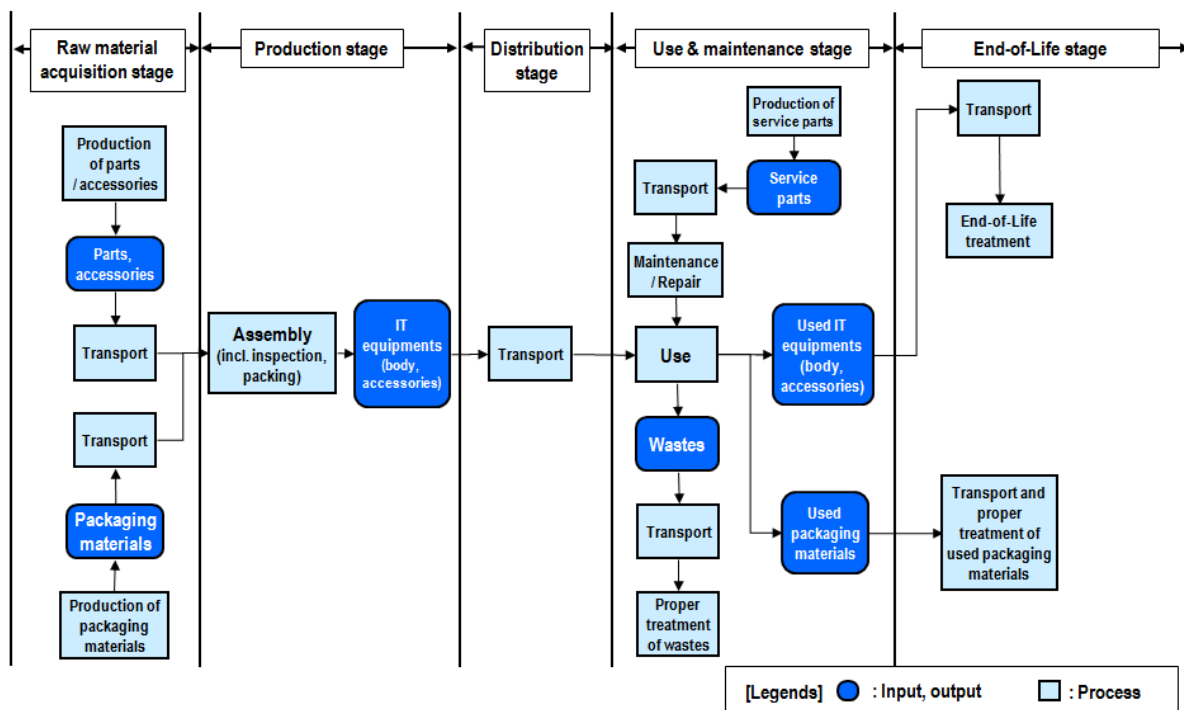 Raw material
acquisition stage
Production stage
Distribution
stage
Use & maintenance stage
End-of-Life stage
Production
of parts
/ accessories
Parts,
accessories
Transport
Transport
Packaging
materials
Production of
packaging
materials
Assembly
(incl. inspection,
packing)
IT
equipments
(body,
accessories)
Transport
Production of
service parts
Service
parts
Transport
Maintenance
/ Repair
Use
Wastes
Transport
Proper
treatment
of wastes
Used IT
equipments
(body,
accessories)
Used
packaging
materials
Transport
End-of-Life
treatment
Transport and
proper
treatment of
used packaging
materials
[Legends] : Input, output : Process